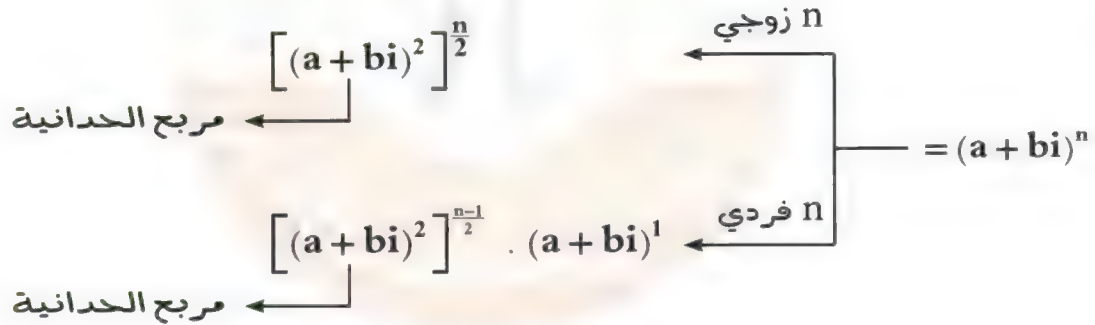 (a + bi)ⁿ =
n زوجي
[(a + bi)²]^(n/2)
مربع الحدانية
n فردي
[(a + bi)²]^((n-1)/2) . (a + bi)¹
مربع الحدانية